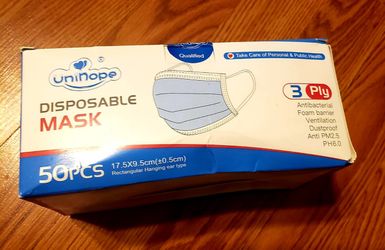 uniHope
Qualified
Take Care of Personal & Public Health
DISPOSABLE
MASK
3 Ply
Antibacterial
Foam barrier
Ventilation
Dustproof
Anti PM2.5
PH6.0
50PCS
17.5X9.5cm(±0.5cm)
Rectangular Hanging ear type